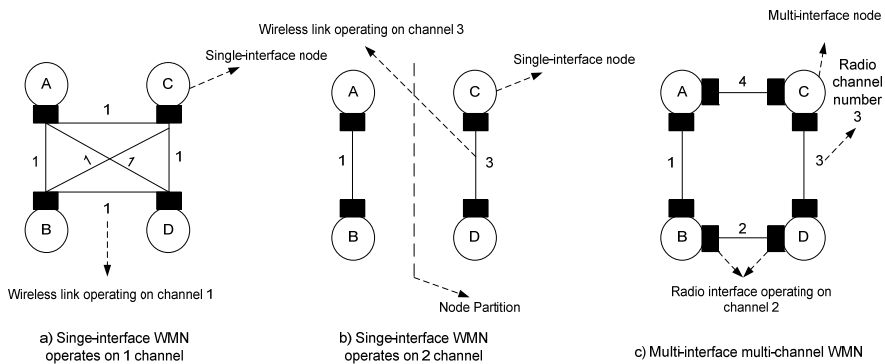 A
C
Single-interface node
1
1
1
1
1
1
B
D
Wireless link operating on channel 1
a) Singe-interface WMN
operates on 1 channel
Wireless link operating on channel 3
Single-interface node
A
C
1
3
B
D
Node Partition
b) Singe-interface WMN
operates on 2 channel
Multi-interface node
Radio
channel
number
3
A
4
C
1
3
B
2
D
Radio interface operating on
channel 2
c) Multi-interface multi-channel WMN